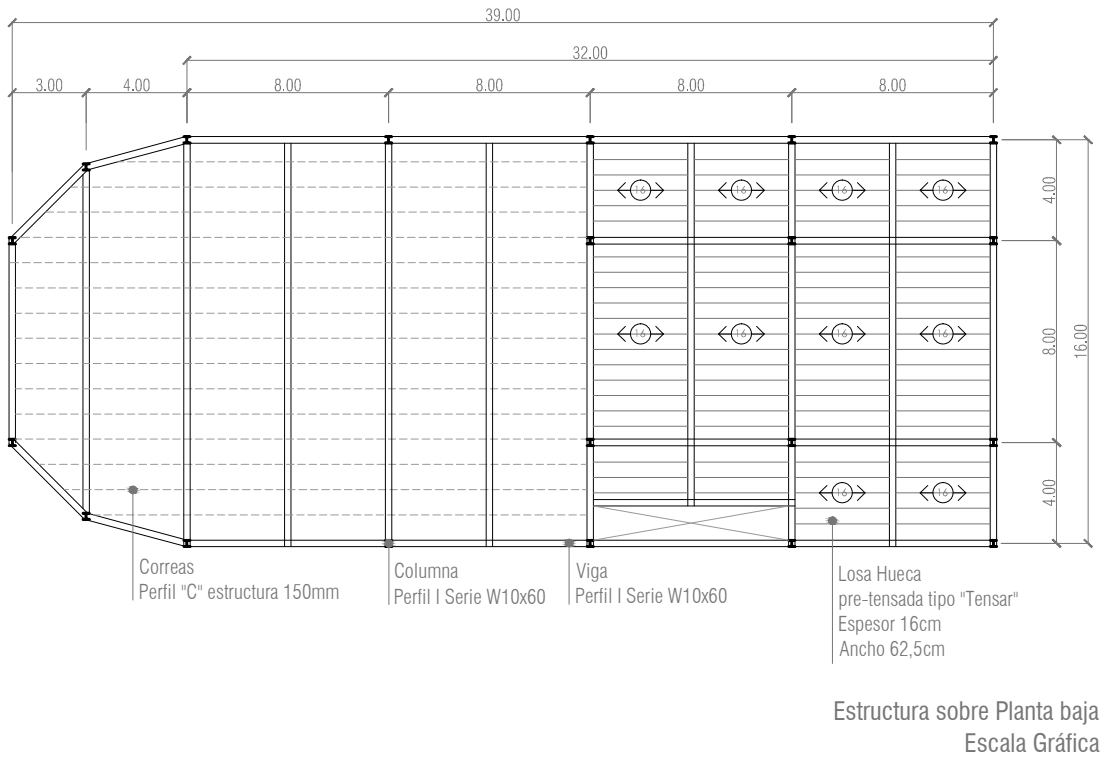 39.00
32.00
3.00 4.00 8.00 8.00 8.00 8.00
16 16 16 16
4.00
16 16 16 16
8.00
16.00
16 16
4.00
Correas
Perfil "C" estructura 150mm
Columna
Perfil I Serie W10x60
Viga
Perfil I Serie W10x60
Losa Hueca
pre-tensada tipo "Tensar"
Espesor 16cm
Ancho 62,5cm
Estructura sobre Planta baja
Escala Gráfica